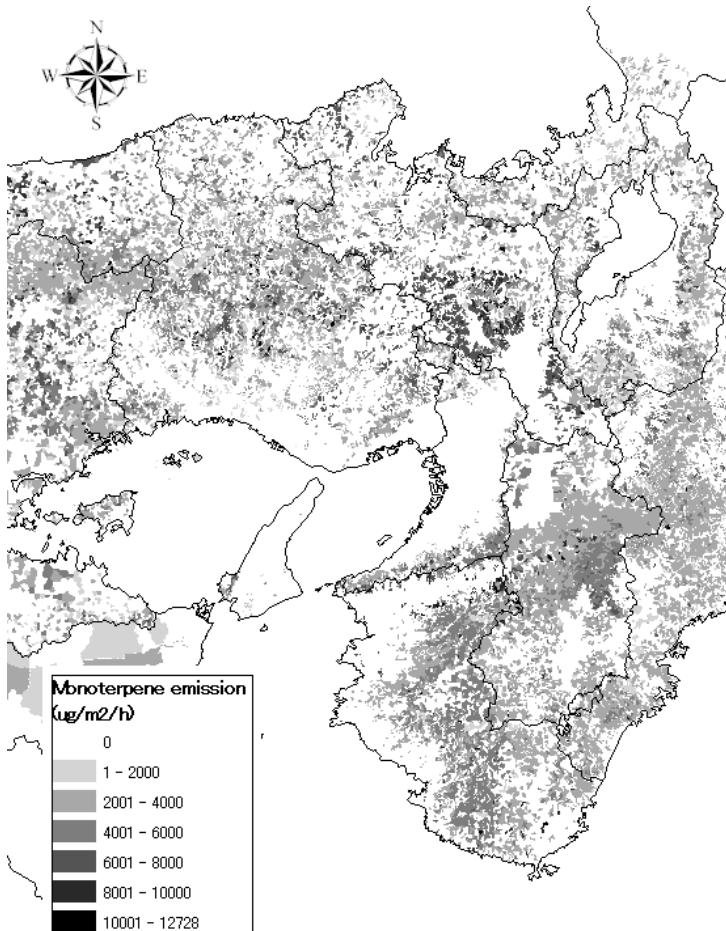 N
W E
S
Monoterpene emission
(ug/m2/h)
0
1 - 2000
2001 - 4000
4001 - 6000
6001 - 8000
8001 - 10000
10001 - 12728